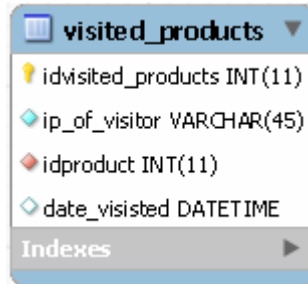 visited_products
idvisited_products INT(11)
ip_of_visitor VARCHAR(45)
idproduct INT(11)
date_visisted DATETIME
Indexes